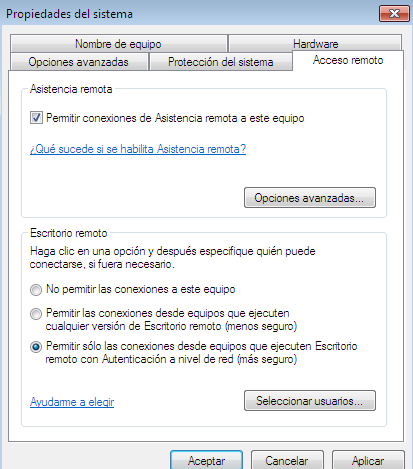 Propiedades del sistema
Nombre de equipo
Hardware
Opciones avanzadas
Protección del sistema
Acceso remoto
Asistencia remota
Permitir conexiones de Asistencia remota a este equipo
¿Qué sucede si se habilita Asistencia remota?
Opciones avanzadas...
Escritorio remoto
Haga clic en una opción y después especifique quién puede
conectarse, si fuera necesario.
No permitir las conexiones a este equipo
Permitir las conexiones desde equipos que ejecuten
cualquier versión de Escritorio remoto (menos seguro)
Permitir sólo las conexiones desde equipos que ejecuten Escritorio
remoto con Autenticación a nivel de red (más seguro)
Ayudarme a elegir
Seleccionar usuarios...
Aceptar
Cancelar
Aplicar